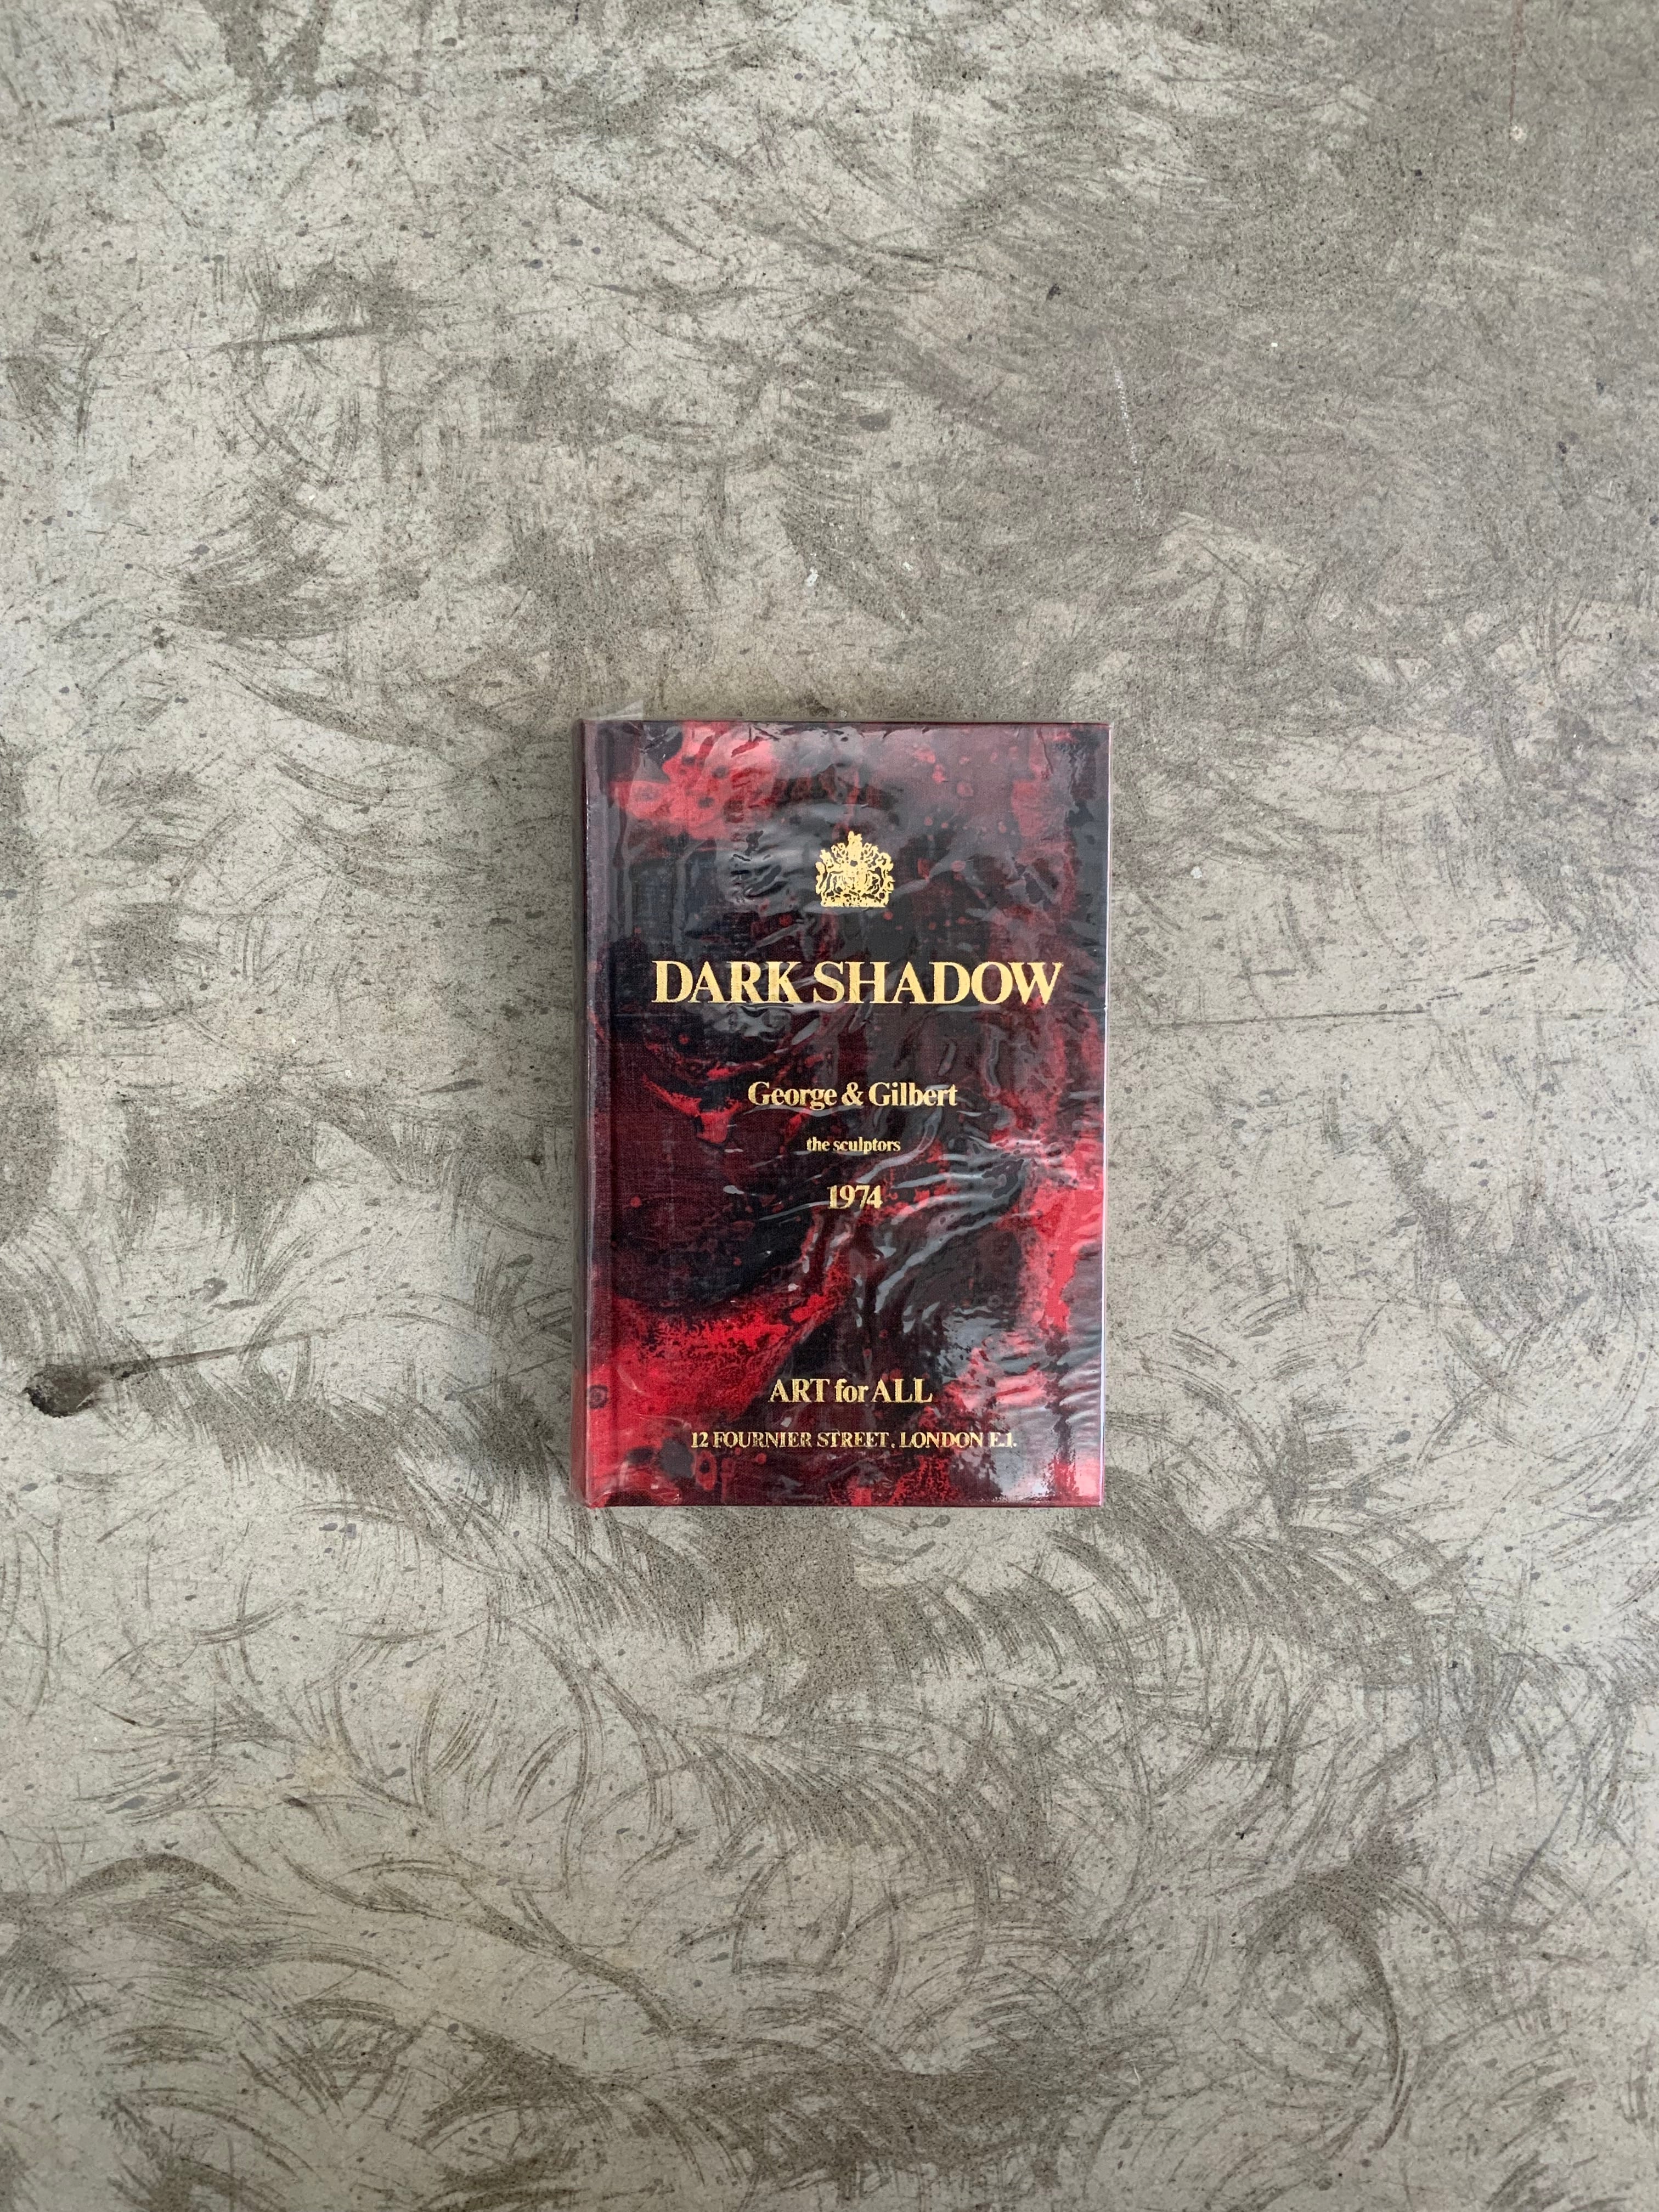 DARK SHADOW
George & Gilbert
the sculptors
1974
ART for ALL
12 FOURNIER STREET, LONDON E.1.